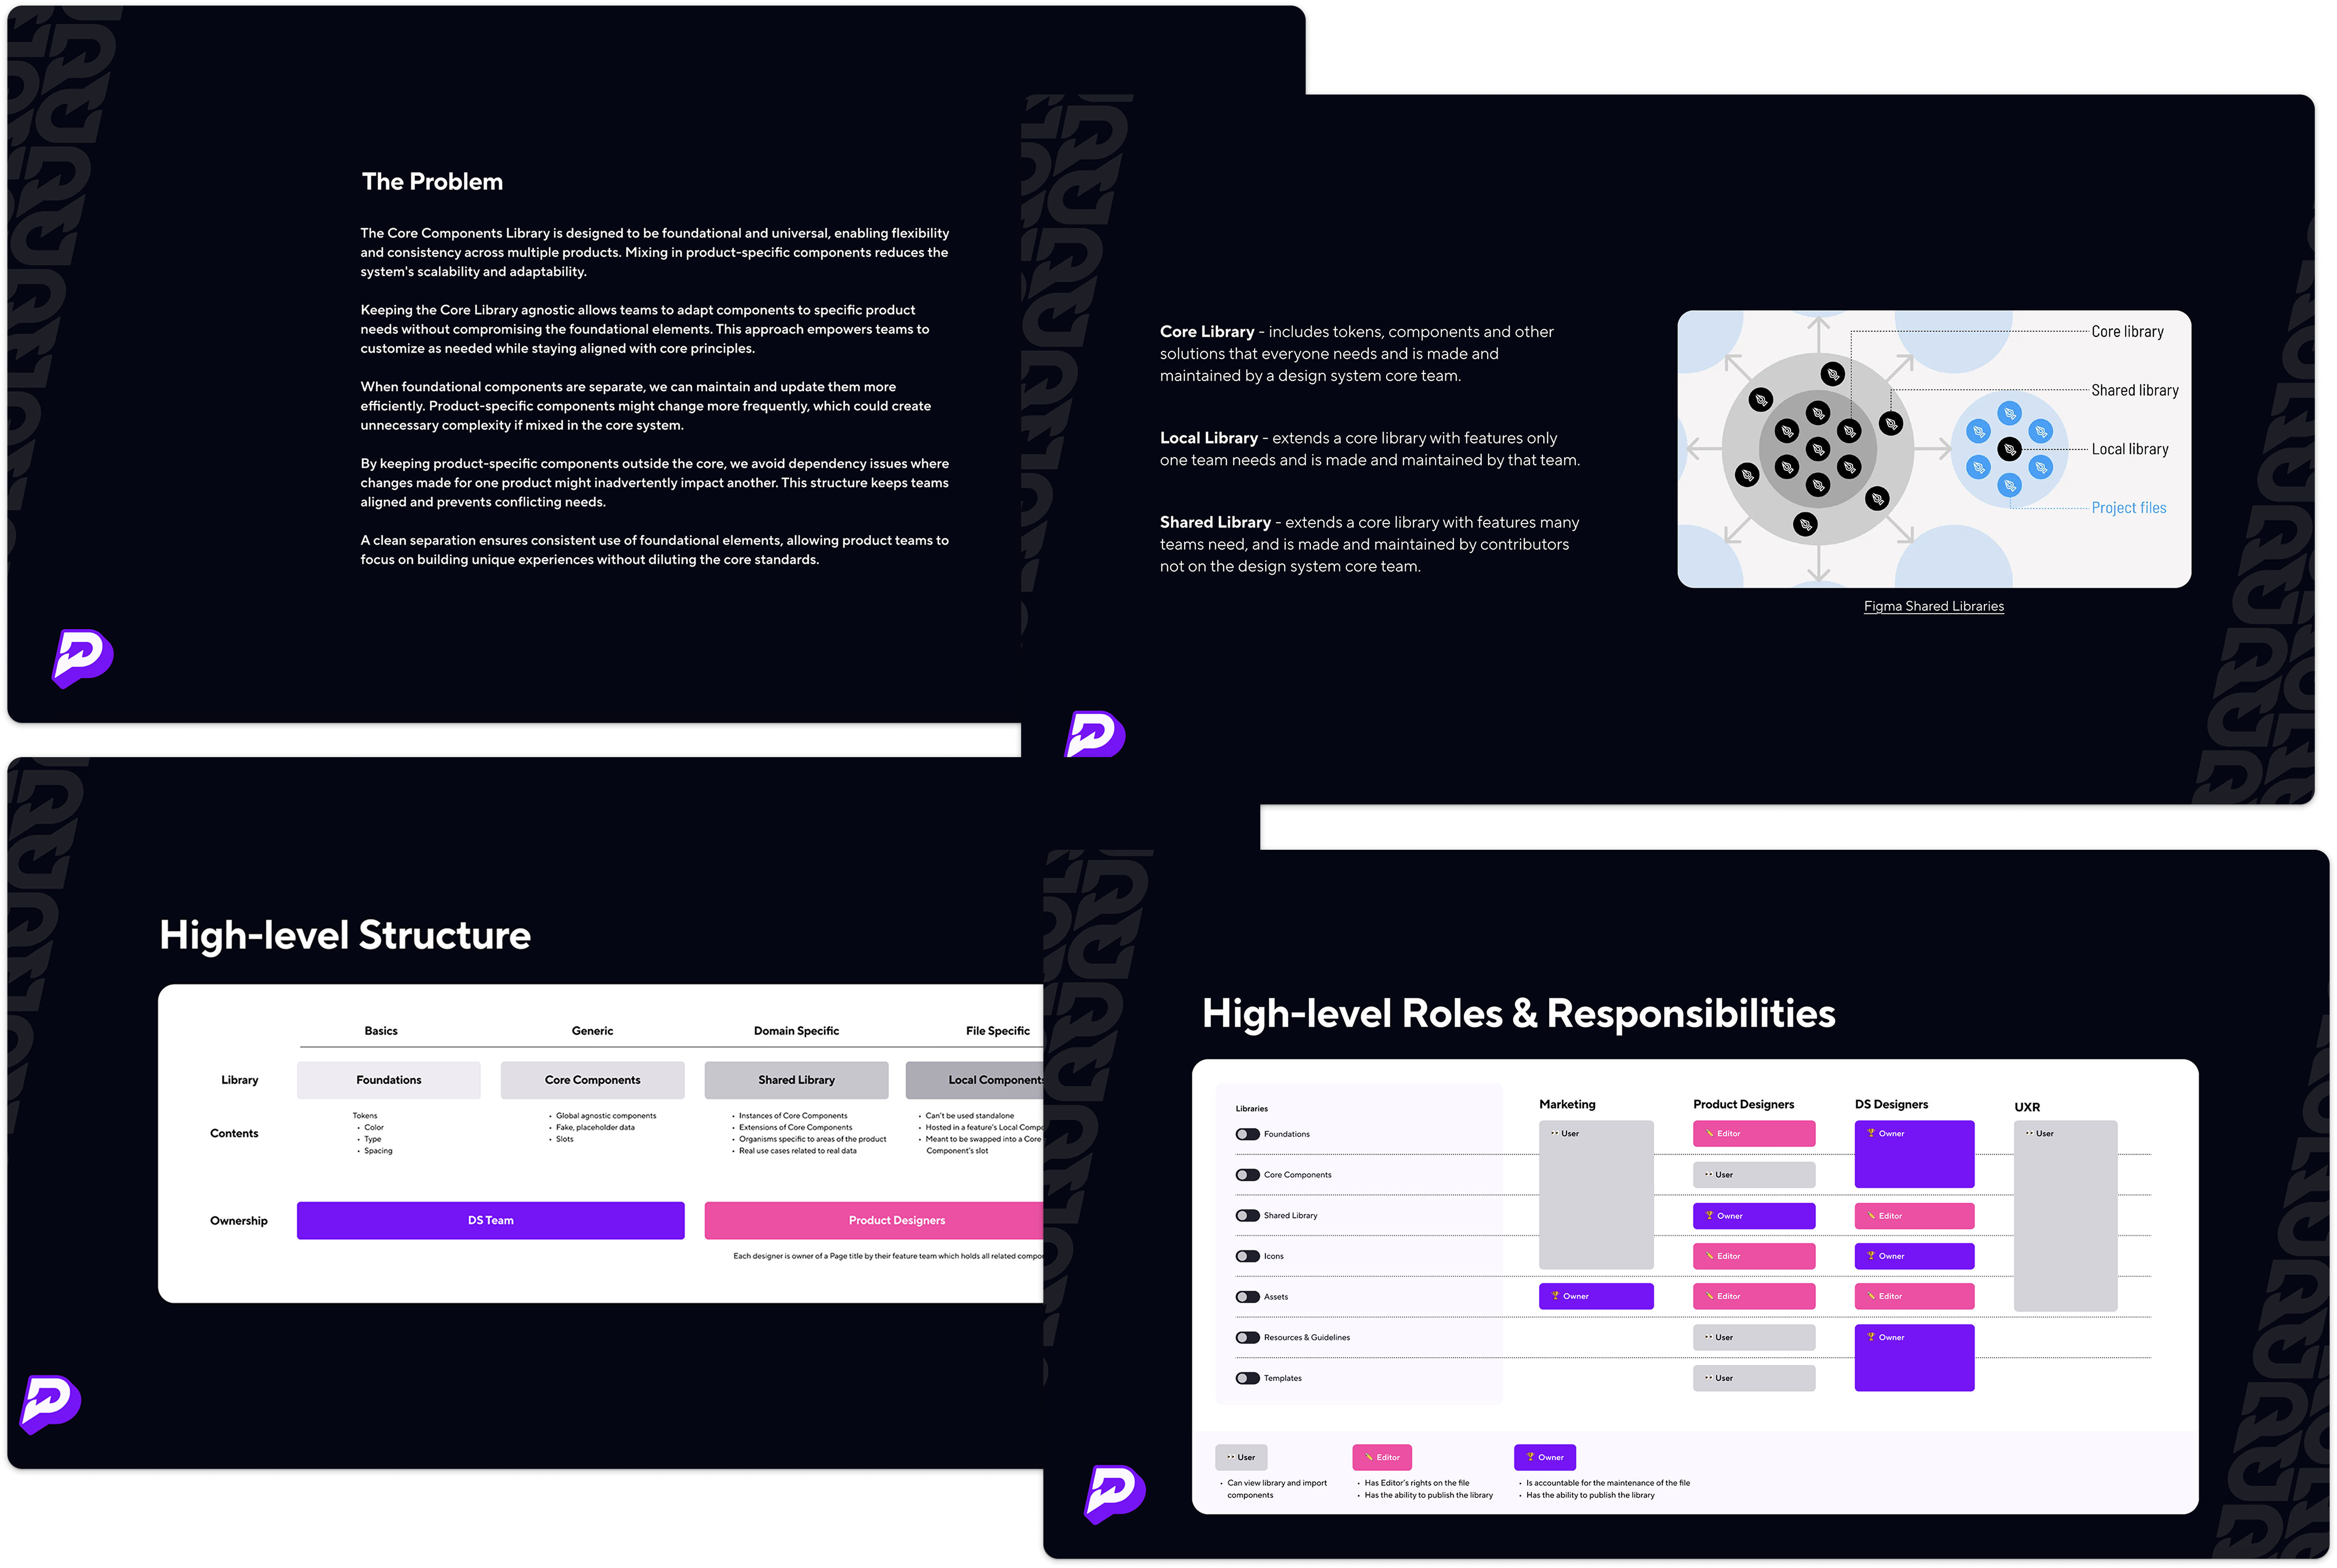 The Problem
The Core Components Library is designed to be foundational and universal, enabling flexibility
and consistency across multiple products. Mixing in product-specific components reduces the
system's scalability and adaptability.
Keeping the Core Library agnostic allows teams to adapt components to specific product
needs without compromising the foundational elements. This approach empowers teams to
customize as needed while staying aligned with core principles.
When foundational components are separate, we can maintain and update them more
efficiently. Product-specific components might change more frequently, which could create
unnecessary complexity if mixed in the core system.
By keeping product-specific components outside the core, we avoid dependency issues where
changes made for one product might inadvertently impact another. This structure keeps teams
aligned and prevents conflicting needs.
A clean separation ensures consistent use of foundational elements, allowing product teams to
focus on building unique experiences without diluting the core standards.
Core Library - includes tokens, components and other
solutions that everyone needs and is made and
maintained by a design system core team.
Local Library - extends a core library with features only
one team needs and is made and maintained by that team.
Shared Library - extends a core library with features many
teams need, and is made and maintained by contributors
not on the design system core team.
Core library
Shared library
Local library
Project files
Figma Shared Libraries
High-level Structure
Basics
Generic
Domain Specific
File Specific
Library
Foundations
Core Components
Shared Library
Local Components
Contents
Tokens
• Color
• Type
• Spacing
• Global agnostic components
• Fake, placeholder data
• Slots
• Instances of Core Components
• Extensions of Core Components
• Organisms specific to areas of the product
• Real use cases related to real data
• Can't be used standalone
• Hosted in a feature's Local
• Meant to be swapped into a Core
Component's slot
Ownership
DS Team
Product Designers
Each designer is owner of a Page title by their feature team which holds all related
High-level Roles & Responsibilities
Libraries
Marketing
Product Designers
DS Designers
UXR
Foundations
User
Editor
Owner
User
Core Components
User
Shared Library
Owner
Editor
Icons
Editor
Owner
Assets
Owner
Editor
Editor
Resources & Guidelines
User
Owner
Templates
User
User
• Can view library and import
components
Editor
• Has Editor's rights on the file
• Has the ability to publish the library
Owner
• Is accountable for the maintenance of the file
• Has the ability to publish the library